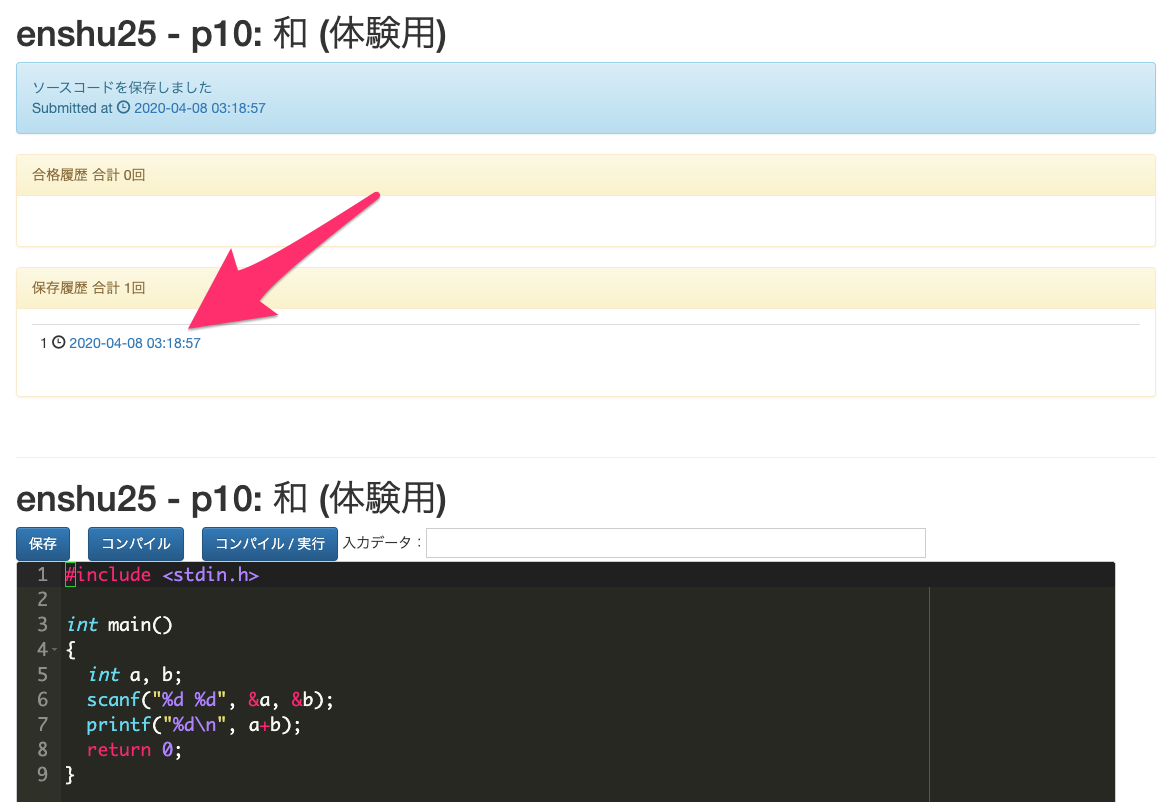 enshu25 - p10: 和 (体験用)
ソースコードを保存しました
Submitted at 2020-04-08 03:18:57
合格履歴 合計 0回
保存履歴 合計 1回
1 2020-04-08 03:18:57
enshu25 - p10: 和 (体験用)
保存 コンパイル コンパイル / 実行 入力データ :
1 #include <stdin.h>
2
3 int main()
4 {
5 int a, b;
6 scanf("%d %d", &a, &b);
7 printf("%d\n", a+b);
8 return 0;
9 }